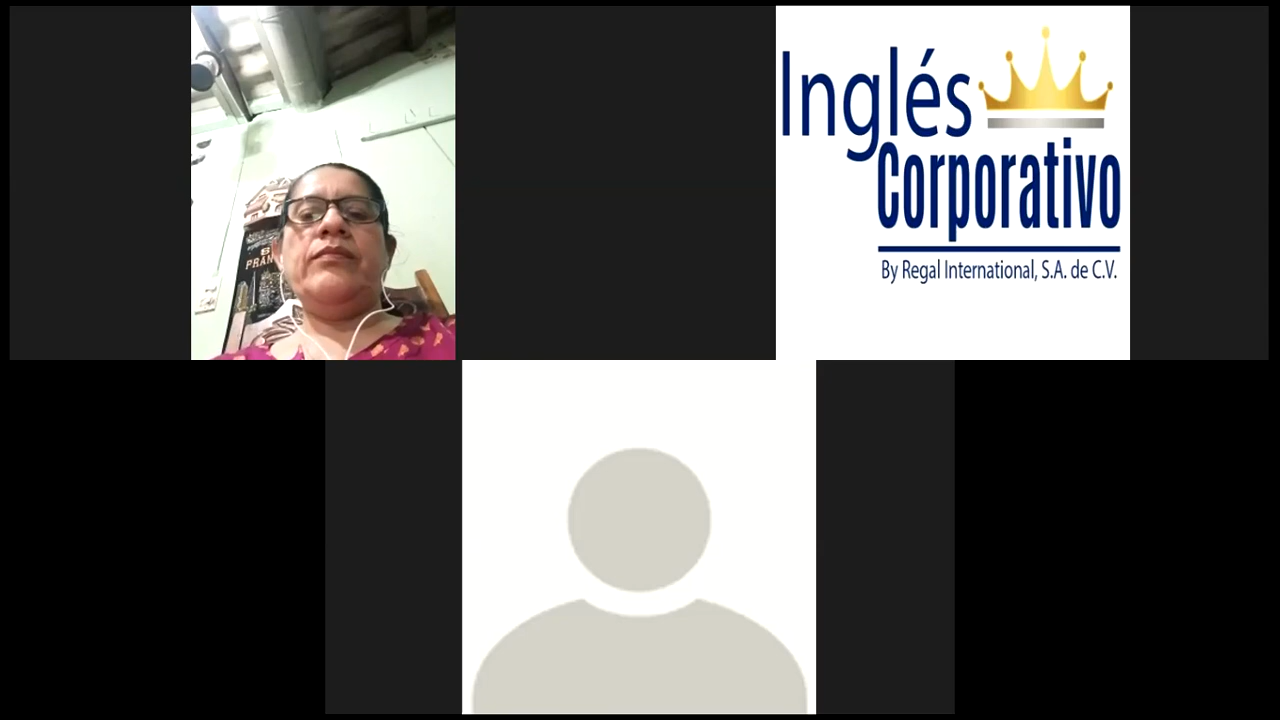 Inglés
Corporativo
By Regal International, S.A. de C.V.